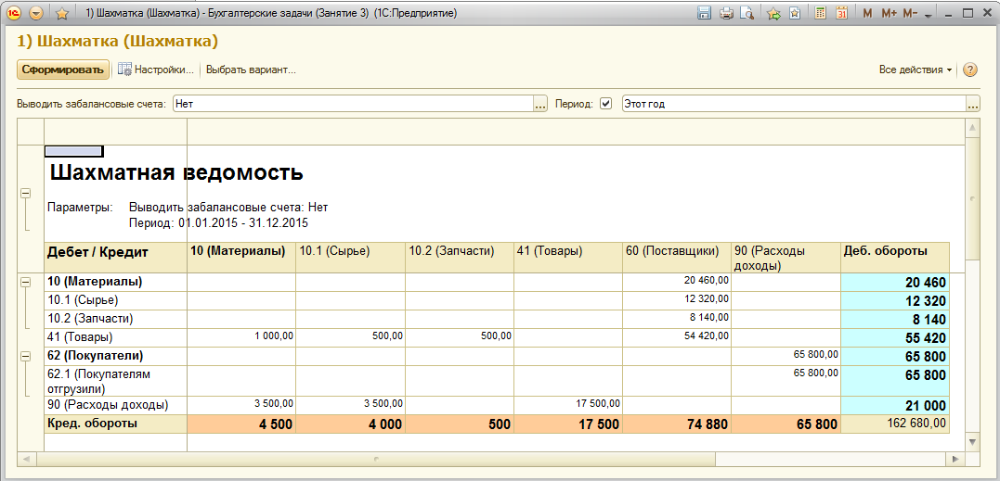 1) Шахматка (Шахматка) - Бухгалтерские задачи (Занятие 3) (1С:Предприятие)
M M+ M-
1) Шахматка (Шахматка)
Сформировать Настройки... Выбрать вариант... Все действия ?
Выводить забалансовые счета: Нет ... Период: Этот год ...
Шахматная ведомость
Параметры: Выводить забалансовые счета: Нет
Период: 01.01.2015 - 31.12.2015
Дебет / Кредит 10 (Материалы) 10.1 (Сырье) 10.2 (Запчасти) 41 (Товары) 60 (Поставщики) 90 (Расходы Деб. обороты
доходы)
10 (Материалы) 20 460,00 20 460
10.1 (Сырье) 12 320,00 12 320
10.2 (Запчасти) 8 140,00 8 140
41 (Товары) 1 000,00 500,00 500,00 54 420,00 55 420
62 (Покупатели) 65 800,00 65 800
62.1 (Покупателям 65 800,00 65 800
отгрузили)
90 (Расходы доходы) 3 500,00 3 500,00 17 500,00 21 000
Кред. обороты 4 500 4 000 500 17 500 74 880 65 800 162 680,00